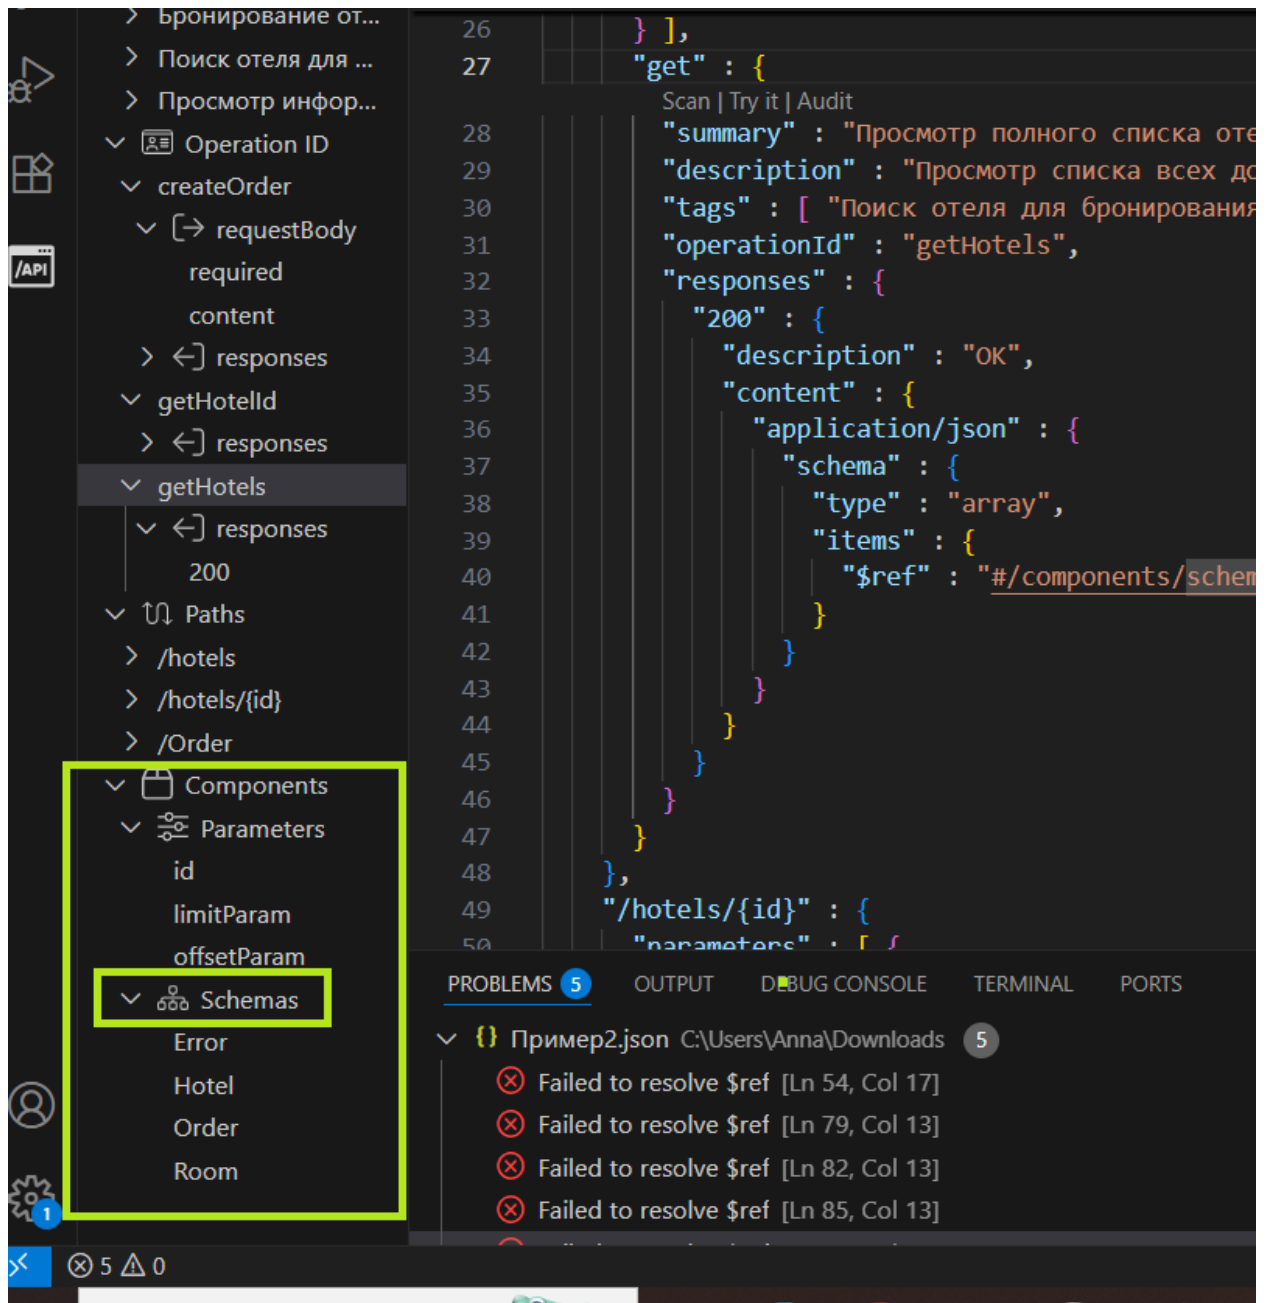 Бронирование от...
Поиск отеля для ...
Просмотр инфор...
Operation ID
createOrder
requestBody
required
content
responses
getHotelId
responses
getHotels
responses
200
Paths
/hotels
/hotels/{id}
/Order
Components
Parameters
id
limitParam
offsetParam
Schemas
Error
Hotel
Order
Room
/API
1
26 } ],
27 "get" : {
Scan | Try it | Audit
28 "summary" : "Просмотр полного списка оте
29 "description" : "Просмотр списка всех до
30 "tags" : [ "Поиск отеля для бронирования
31 "operationId" : "getHotels",
32 "responses" : {
33 "200" : {
34 "description" : "OK",
35 "content" : {
36 "application/json" : {
37 "schema" : {
38 "type" : "array",
39 "items" : {
40 "$ref" : "#/components/schem
41 }
42 }
43 }
44 }
45 }
46 }
47 }
48 },
49 "/hotels/{id}" : {
50 "parameters" : [ {
PROBLEMS 5 OUTPUT DEBUG CONSOLE TERMINAL PORTS
{} Пример2.json C:\Users\Anna\Downloads 5
Failed to resolve $ref [Ln 54, Col 17]
Failed to resolve $ref [Ln 79, Col 13]
Failed to resolve $ref [Ln 82, Col 13]
Failed to resolve $ref [Ln 85, Col 13]
5 0